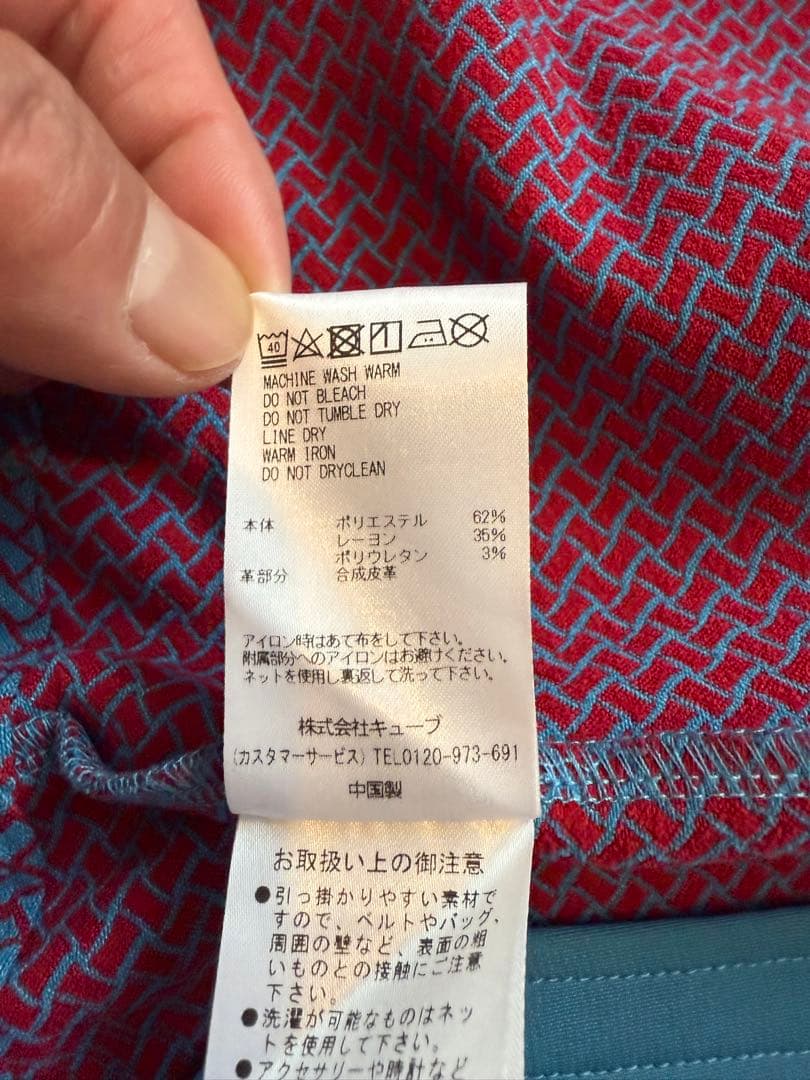 40
MACHINE WASH WARM
DO NOT BLEACH
DO NOT TUMBLE DRY
LINE DRY
WARM IRON
DO NOT DRYCLEAN
本体 ポリエステル 62%
レーヨン 35%
ポリウレタン 3%
革部分 合成皮革
アイロン時はあて布をして下さい。
附属部分へのアイロンはお避けください。
ネットを使用し裏返して洗って下さい。
株式会社キューブ
(カスタマーサービス) TEL0120-973-691
中国製
お取扱い上の御注意
●引っ掛かりやすい素材で
すので、ベルトやバッグ、
周囲の壁など、表面の粗
いものとの接触にご注意
下さい。
●洗濯が可能なものはネッ
トを使用して下さい。
●アクセサリーや時計など